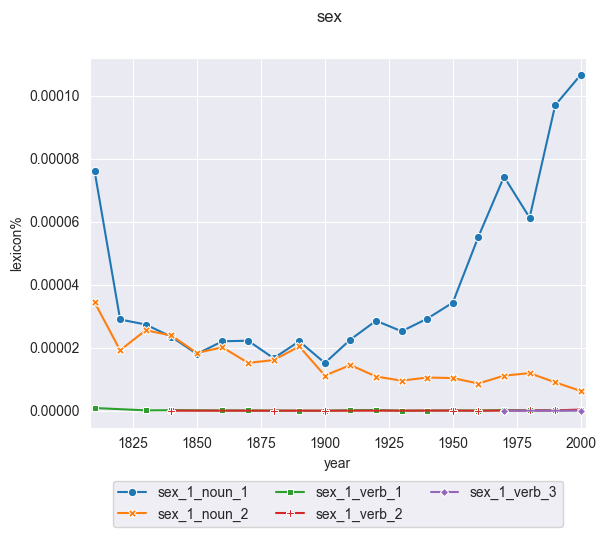 sex
0.00010
0.00008
0.00006
0.00004
0.00002
0.00000
lexicon%
1825 1850 1875 1900 1925 1950 1975 2000
year
sex_1_noun_1 sex_1_verb_1 sex_1_verb_3
sex_1_noun_2 sex_1_verb_2